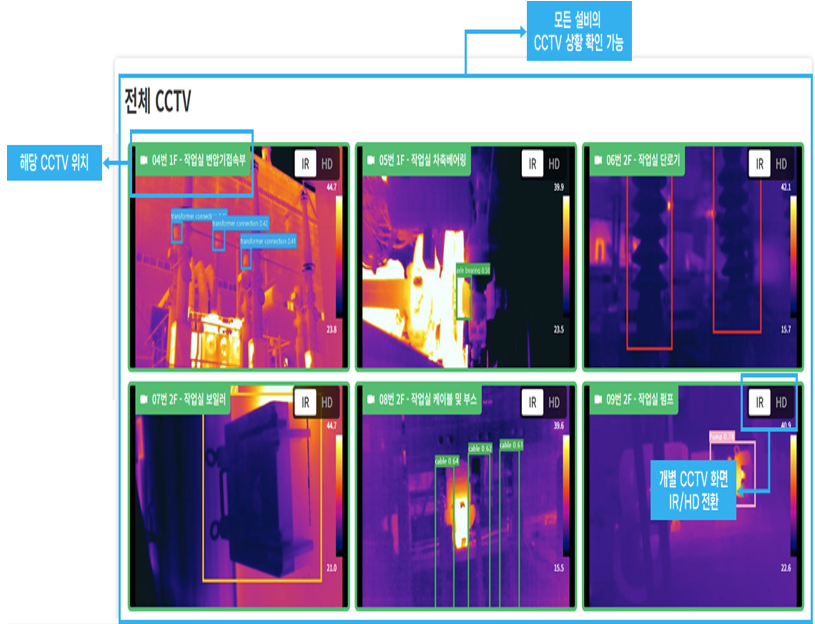 모든 설비의
CCTV 상황 확인 가능
전체 CCTV
해당 CCTV 위치
04번 1F - 작업실 변압기접속부
IR HD
44.7
transformer connection
transformer connection 0.42
transformer connection 0.41
23.8
05번 1F - 작업실 차축베어링
IR HD
39.9
axle bearing 0.50
23.5
06번 2F - 작업실 단로기
IR HD
42.1
15.7
07번 2F - 작업실 보일러
IR HD
44.7
21.0
08번 2F - 작업실 케이블 및 부스
IR HD
39.6
cable 0.64
cable 0.62
cable 0.61
15.5
09번 2F - 작업실 펌프
IR HD
40.9
개별 CCTV 화면
IR/HD 전환
22.6